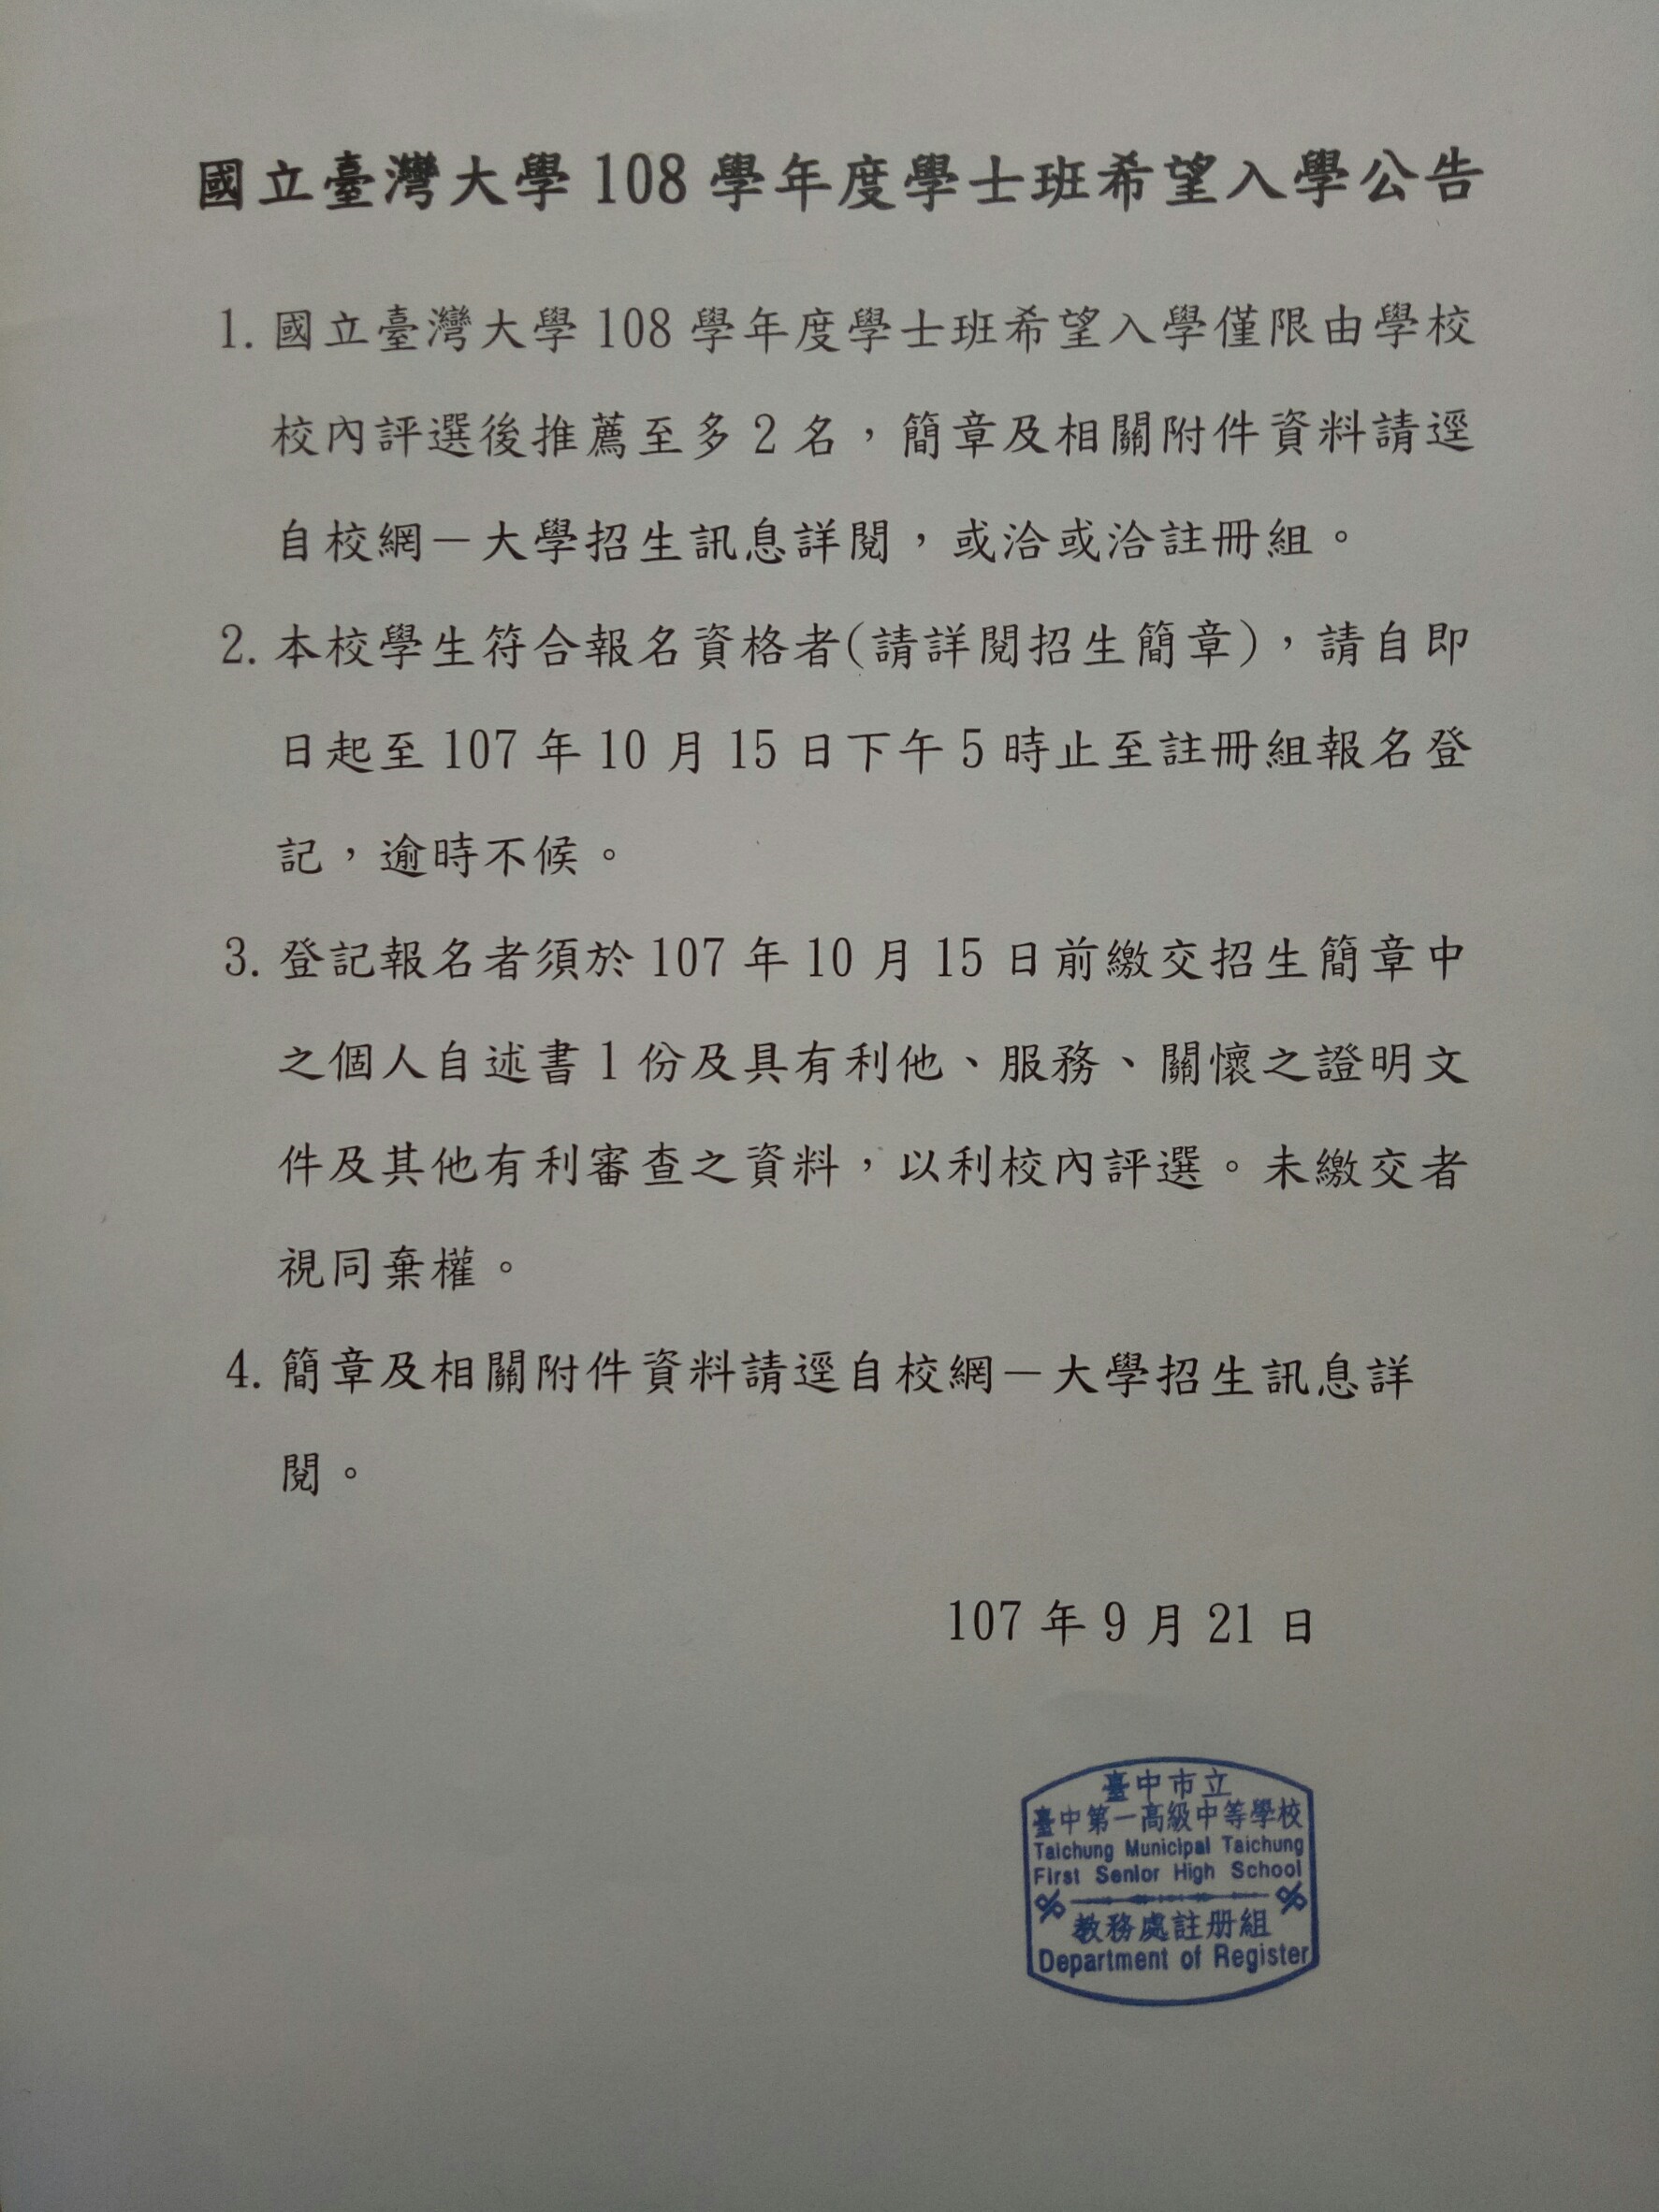 國立臺灣大學 108 學年度學士班希望入學公告
1. 國立臺灣大學 108 學年度學士班希望入學僅限由學校
校內評選後推薦至多 2 名，簡章及相關附件資料請逕
自校網－大學招生訊息詳閱，或洽或洽註冊組。
2. 本校學生符合報名資格者(請詳閱招生簡章)，請自即
日起至 107 年 10 月 15 日下午 5 時止至註冊組報名登
記，逾時不候。
3. 登記報名者須於 107 年 10 月 15 日前繳交招生簡章中
之個人自述書 1 份及具有利他、服務、關懷之證明文
件及其他有利審查之資料，以利校內評選。未繳交者
視同棄權。
4. 簡章及相關附件資料請逕自校網－大學招生訊息詳
閱。
107 年 9 月 21 日
臺中市立
臺中第一高級中等學校
Taichung Municipal Taichung
First Senior High School
教務處註册組
Department of Register